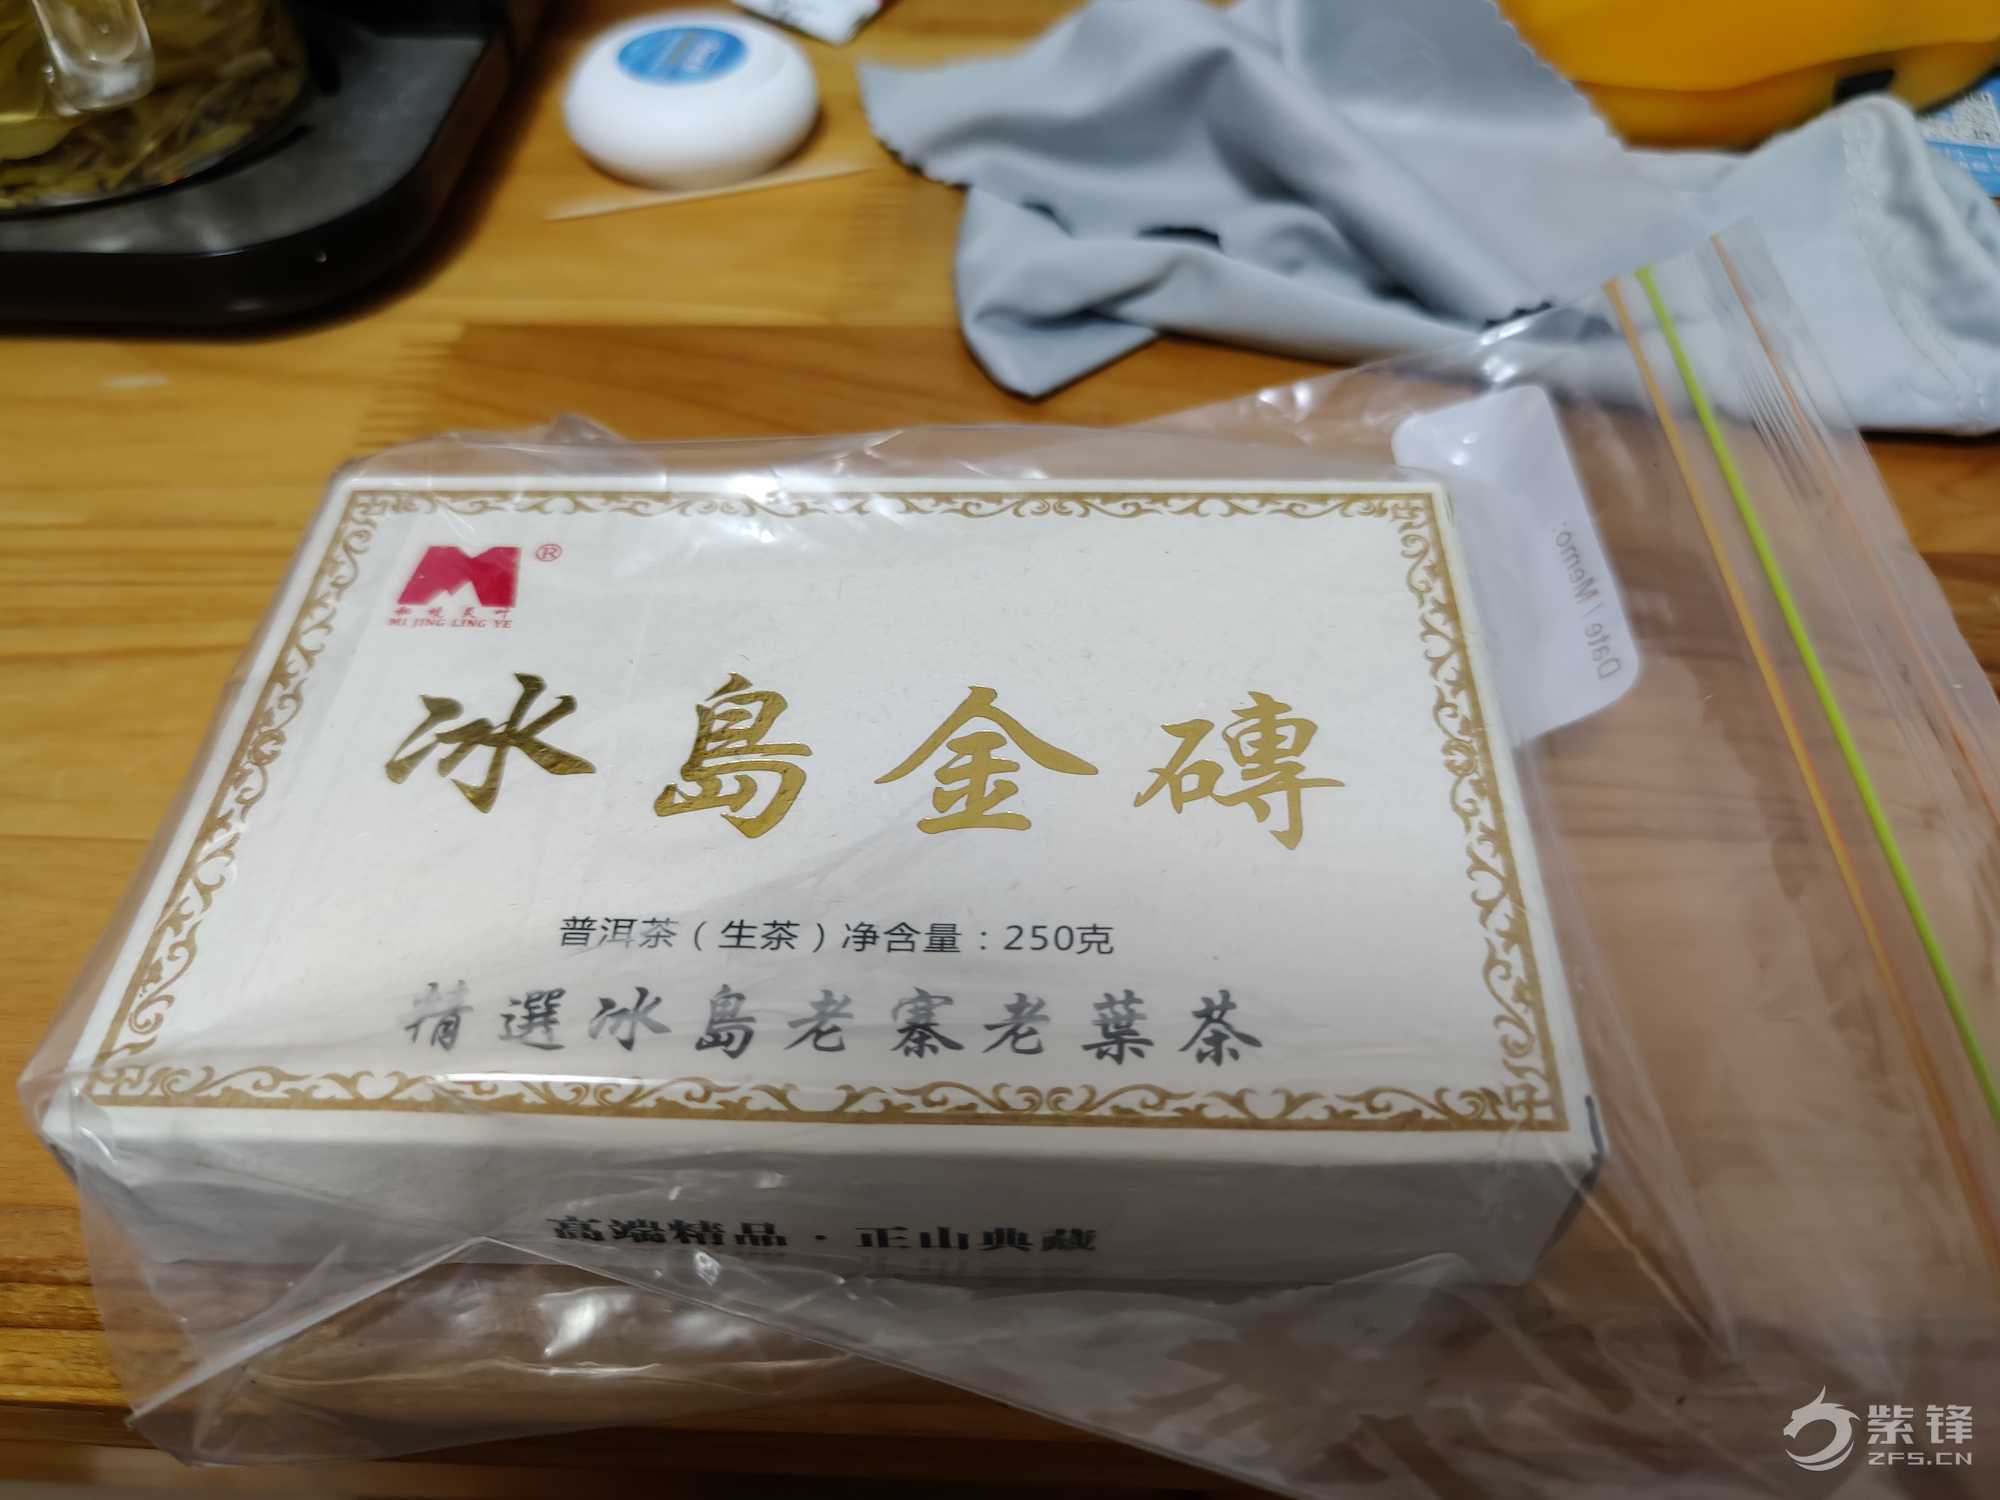 M®
MI JING LING YE
冰島金磚
普洱茶（生茶）净含量：250克
精選冰島老寨老葉茶
高端精品·正山典藏
Date / Memo:
紫锋
ZFS.CN